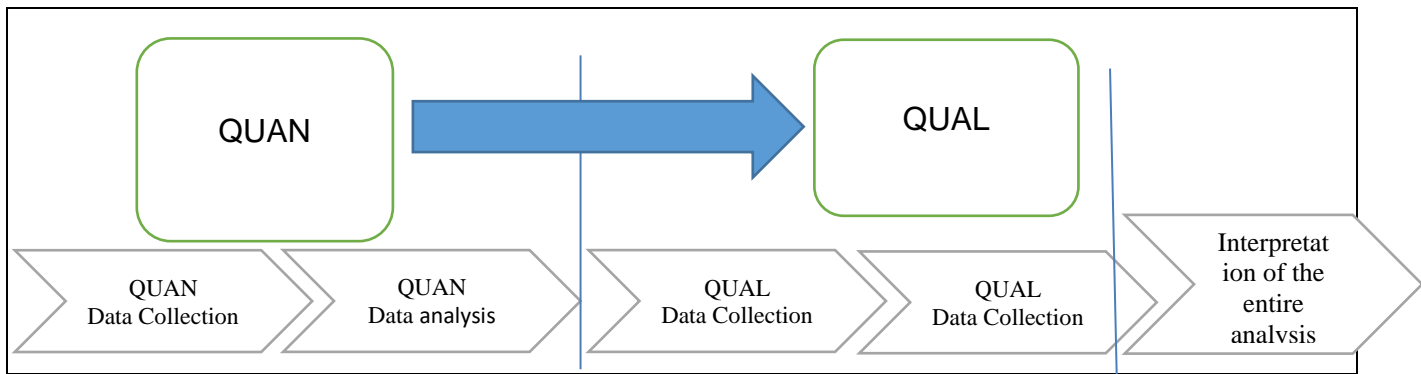 QUAN
QUAL
QUAN
Data Collection
QUAN
Data analysis
QUAL
Data Collection
QUAL
Data Collection
Interpretat
ion of the
entire
analysis